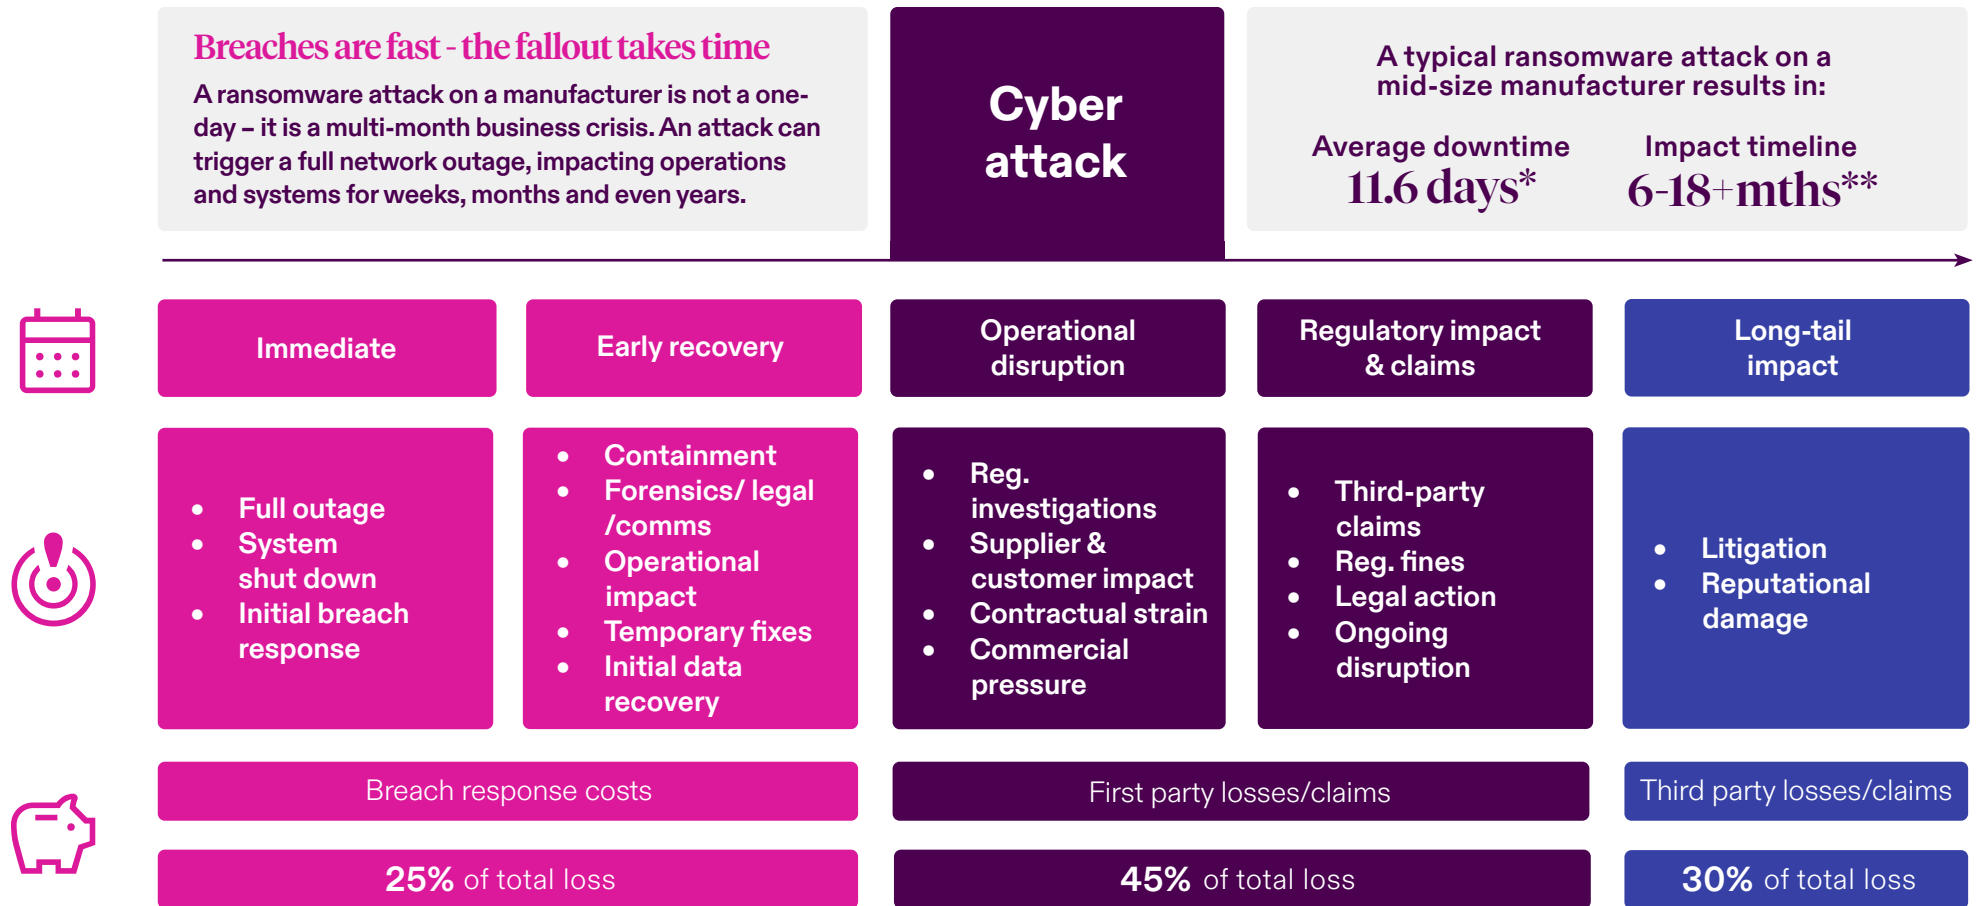 Breaches are fast - the fallout takes time
A ransomware attack on a manufacturer is not a one-
day – it is a multi-month business crisis. An attack can
trigger a full network outage, impacting operations
and systems for weeks, months and even years.
Cyber
attack
A typical ransomware attack on a
mid-size manufacturer results in:
Average downtime
11.6 days*
Impact timeline
6-18+mths**
Immediate
Early recovery
Operational
disruption
Regulatory impact
& claims
Long-tail
impact
• Full outage
• System
shut down
• Initial breach
response
• Containment
• Forensics/ legal
/comms
• Operational
impact
• Temporary fixes
• Initial data
recovery
• Reg.
investigations
• Supplier &
customer impact
• Contractual strain
• Commercial
pressure
• Third-party
claims
• Reg. fines
• Legal action
• Ongoing
disruption
• Litigation
• Reputational
damage
Breach response costs
First party losses/claims
Third party losses/claims
25% of total loss
45% of total loss
30% of total loss